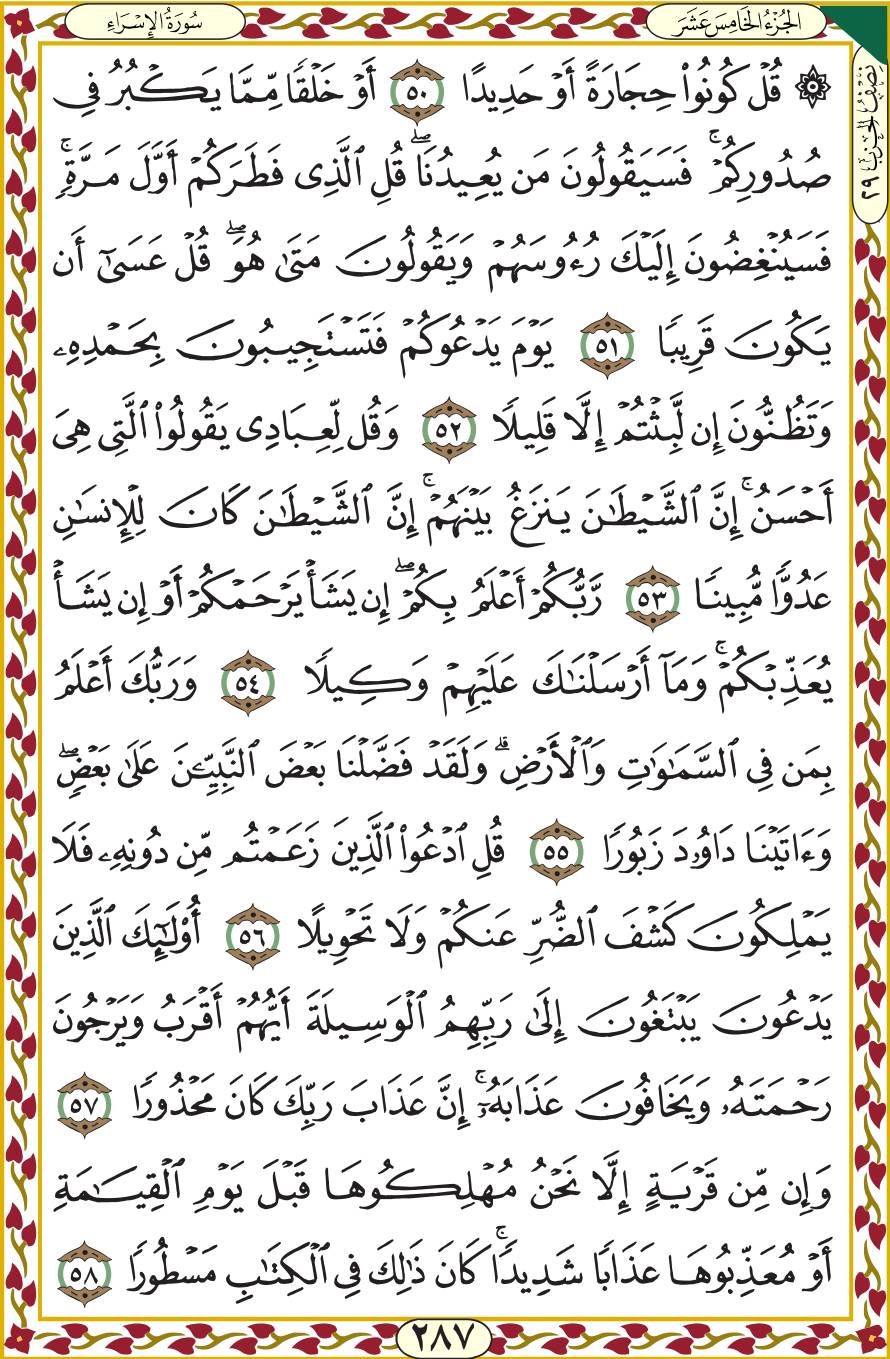 الجُزْءُ الخَامِسَ عَشَرَ
سُورَةُ الإِسْرَاءِ
نِصْفُ الحِزْبِ ٢٩
۞ قُلْ كُونُوا۟ حِجَارَةً أَوْ حَدِيدًا ٥٠ أَوْ خَلْقًا مِّمَّا يَكْبُرُ فِى
صُدُورِكُمْ ۚ فَسَيَقُولُونَ مَن يُعِيدُنَا ۖ قُلِ ٱلَّذِى فَطَرَكُمْ أَوَّلَ مَرَّةٍ ۚ
فَسَيُنْغِضُونَ إِلَيْكَ رُءُوسَهُمْ وَيَقُولُونَ مَتَىٰ هُوَ ۖ قُلْ عَسَىٰٓ أَن
يَكُونَ قَرِيبًا ٥١ يَوْمَ يَدْعُوكُمْ فَتَسْتَجِيبُونَ بِحَمْدِهِۦ
وَتَظُنُّونَ إِن لَّبِثْتُمْ إِلَّا قَلِيلًا ٥٢ وَقُل لِّعِبَادِى يَقُولُوا۟ ٱلَّتِى هِىَ
أَحْسَنُ ۚ إِنَّ ٱلشَّيْطَـٰنَ يَنزَغُ بَيْنَهُمْ ۚ إِنَّ ٱلشَّيْطَـٰنَ كَانَ لِلْإِنسَـٰنِ
عَدُوًّا مُّبِينًا ٥٣ رَّبُّكُمْ أَعْلَمُ بِكُمْ ۖ إِن يَشَأْ يَرْحَمْكُمْ أَوْ إِن يَشَأْ
يُعَذِّبْكُمْ ۚ وَمَآ أَرْسَلْنَـٰكَ عَلَيْهِمْ وَكِيلًا ٥٤ وَرَبُّكَ أَعْلَمُ
بِمَن فِى ٱلسَّمَـٰوَٰتِ وَٱلْأَرْضِ ۗ وَلَقَدْ فَضَّلْنَا بَعْضَ ٱلنَّبِيِّـۧنَ عَلَىٰ بَعْضٍ ۖ
وَءَاتَيْنَا دَاوُۥدَ زَبُورًا ٥٥ قُلِ ٱدْعُوا۟ ٱلَّذِينَ زَعَمْتُم مِّن دُونِهِۦ فَلَا
يَمْلِكُونَ كَشْفَ ٱلضُّرِّ عَنكُمْ وَلَا تَحْوِيلًا ٥٦ أُو۟لَـٰٓئِكَ ٱلَّذِينَ
يَدْعُونَ يَبْتَغُونَ إِلَىٰ رَبِّهِمُ ٱلْوَسِيلَةَ أَيُّهُمْ أَقْرَبُ وَيَرْجُونَ
رَحْمَتَهُۥ وَيَخَافُونَ عَذَابَهُۥٓ ۚ إِنَّ عَذَابَ رَبِّكَ كَانَ مَحْذُورًا ٥٧
وَإِن مِّن قَرْيَةٍ إِلَّا نَحْنُ مُهْلِكُوهَا قَبْلَ يَوْمِ ٱلْقِيَـٰمَةِ
أَوْ مُعَذِّبُوهَا عَذَابًا شَدِيدًا ۚ كَانَ ذَٰلِكَ فِى ٱلْكِتَـٰبِ مَسْطُورًا ٥٨
٢٨٧